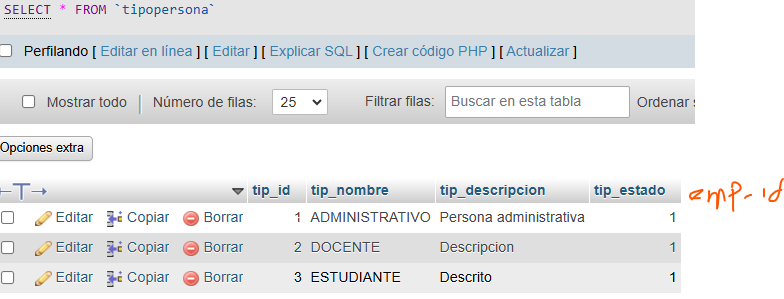 SELECT * FROM `tipopersona`
Perfilando [ Editar en línea ] [ Editar ] [ Explicar SQL ] [ Crear código PHP ] [ Actualizar ]
Mostrar todo Número de filas: 25 Filtrar filas: Buscar en esta tabla Ordenar s
Opciones extra
←T→ tip_id tip_nombre tip_descripcion tip_estado emp-id
Editar Copiar Borrar 1 ADMINISTRATIVO Persona administrativa 1
Editar Copiar Borrar 2 DOCENTE Descripcion 1
Editar Copiar Borrar 3 ESTUDIANTE Descrito 1